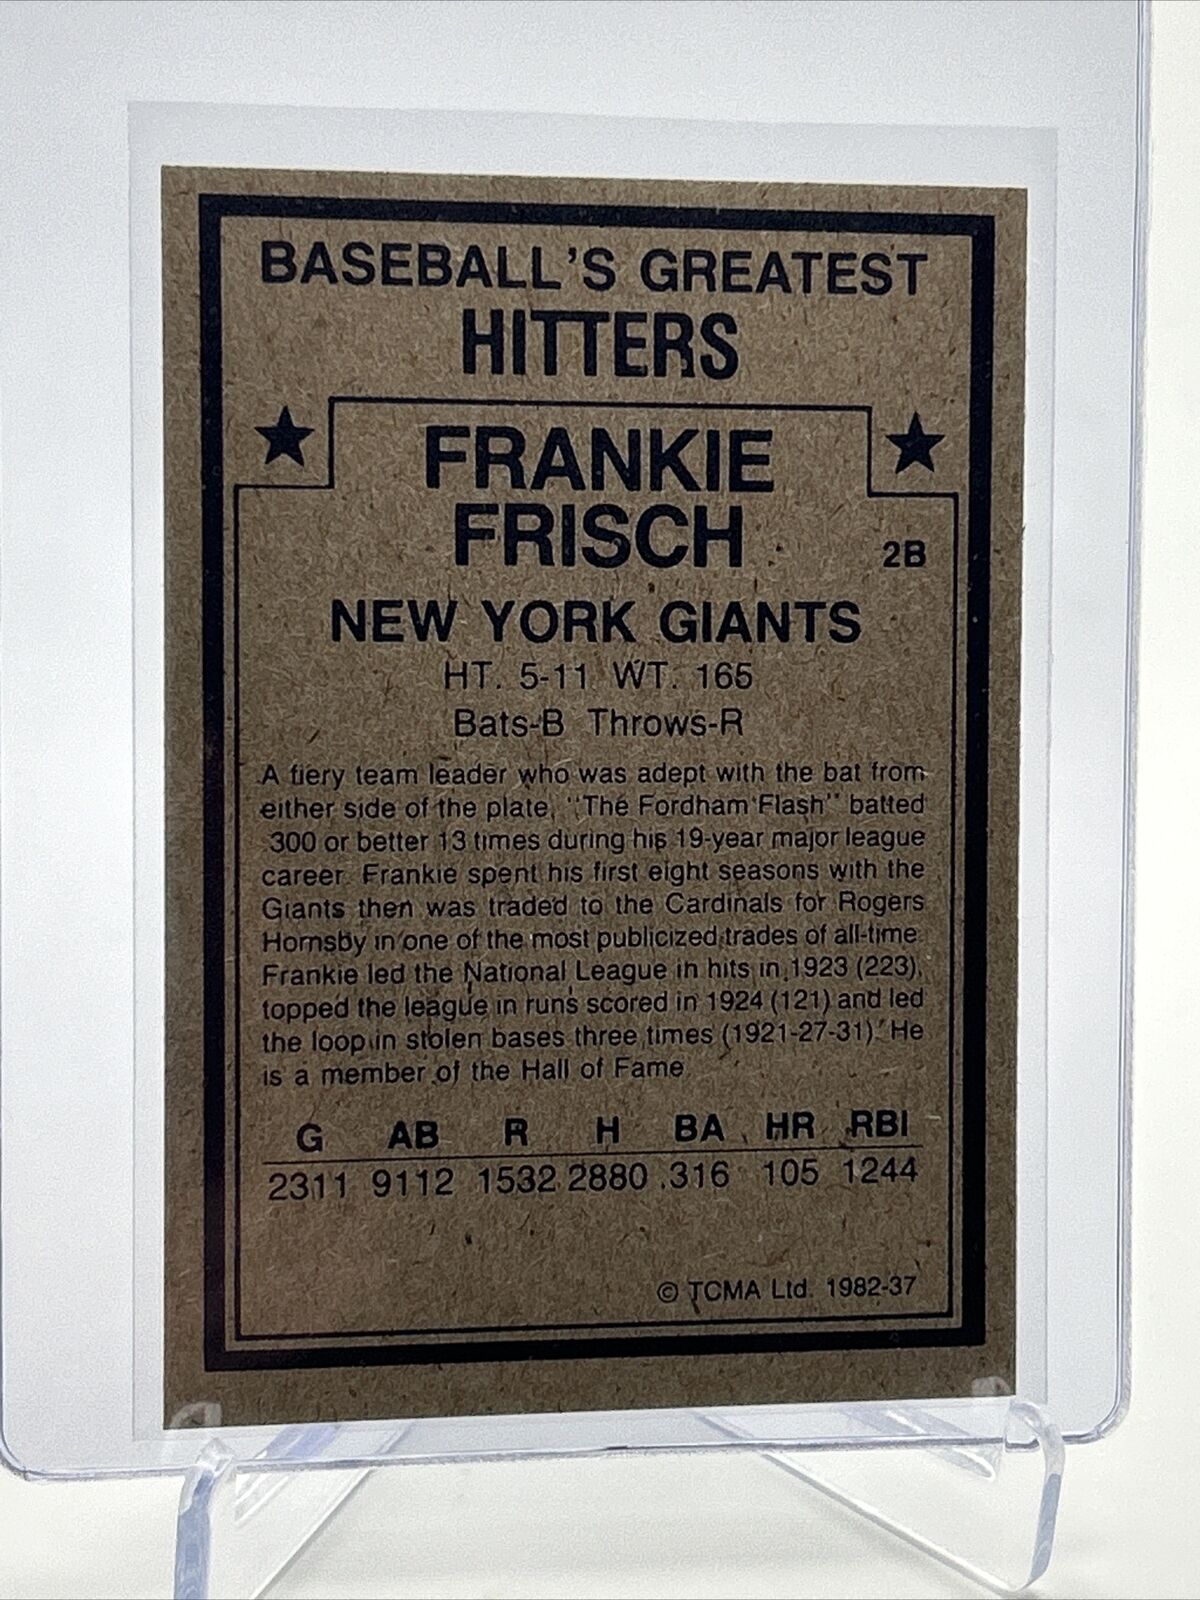 BASEBALL'S GREATEST
HITTERS
FRANKIE
FRISCH
2B
NEW YORK GIANTS
HT. 5-11 WT. 165
Bats-B Throws-R
A fiery team leader who was adept with the bat from
either side of the plate, "The Fordham Flash" batted
.300 or better 13 times during his 19-year major league
career. Frankie spent his first eight seasons with the
Giants then was traded to the Cardinals for Rogers
Hornsby in one of the most publicized trades of all-time.
Frankie led the National League in hits in 1923 (223),
topped the league in runs scored in 1924 (121) and led
the loop in stolen bases three times (1921-27-31). He
is a member of the Hall of Fame.
G AB R H BA HR RBI
2311 9112 1532 2880 .316 105 1244
© TCMA Ltd. 1982-37